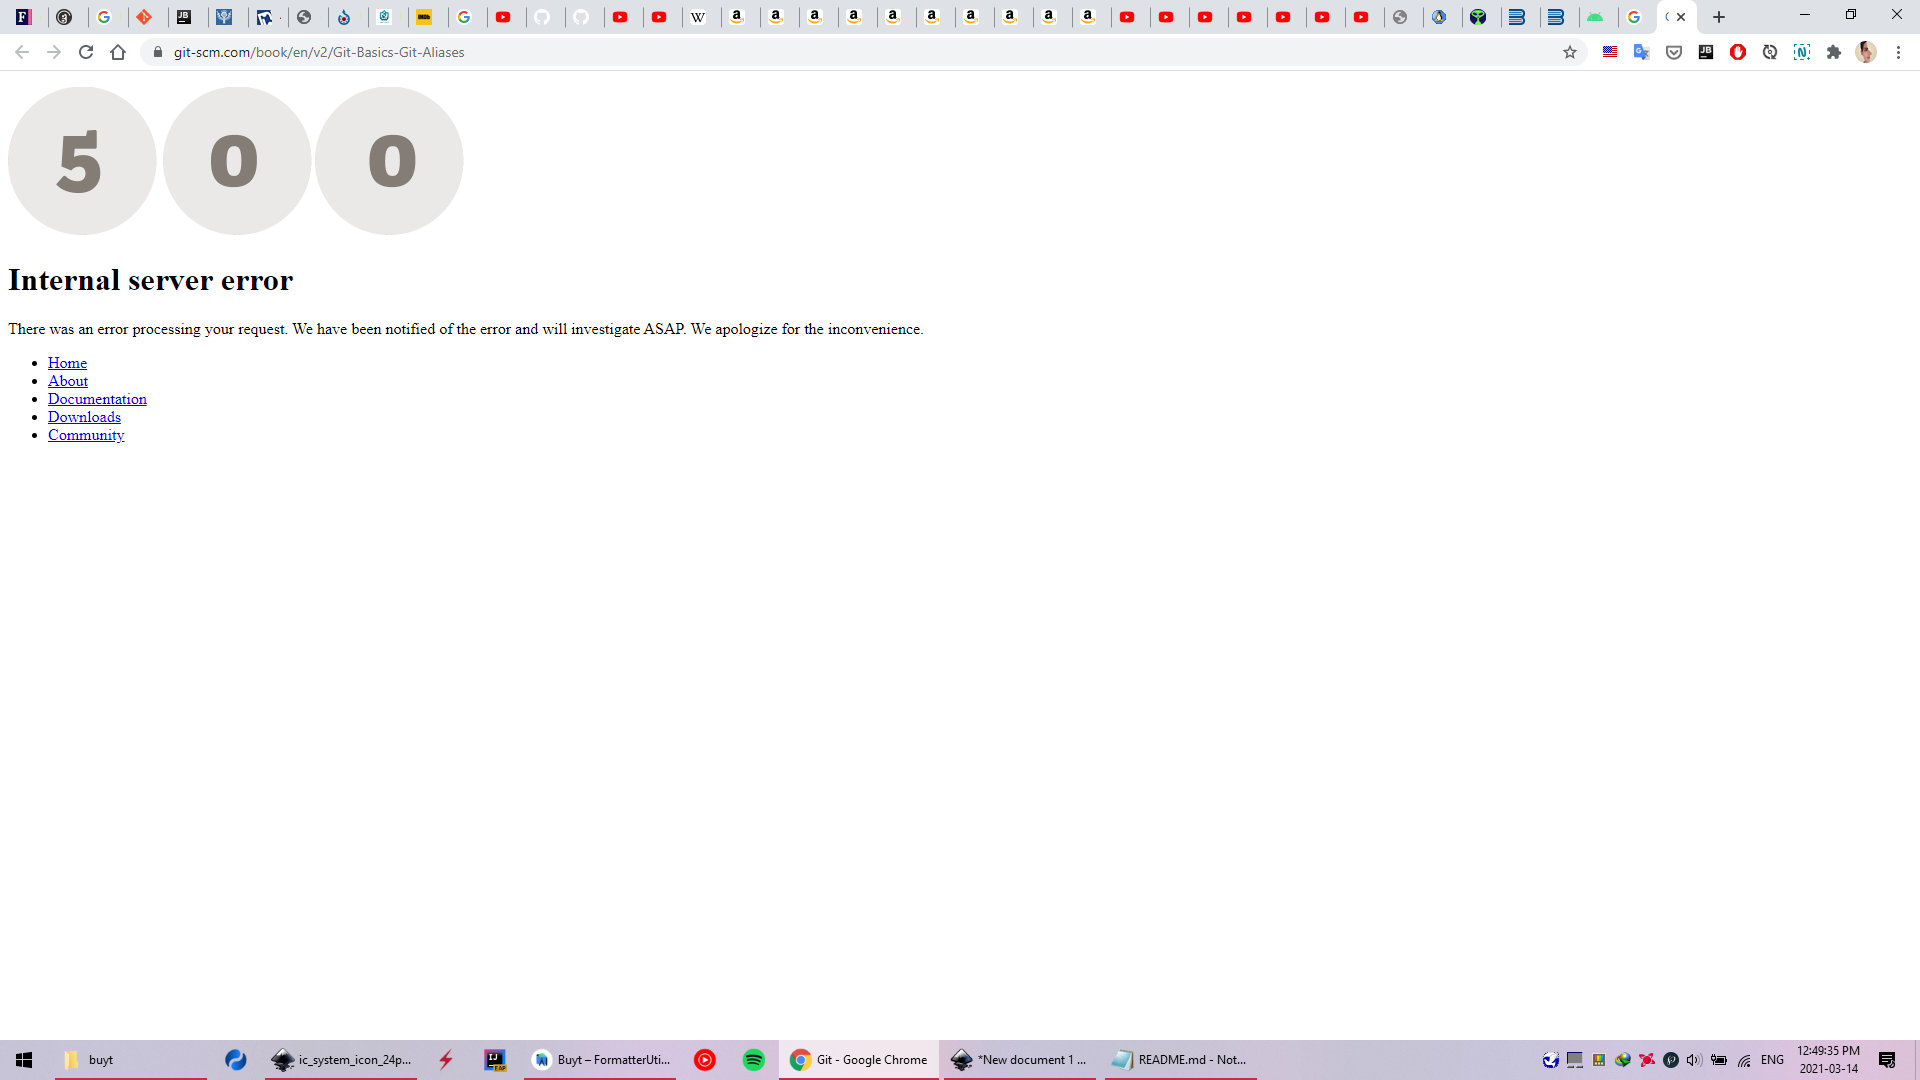 git-scm.com/book/en/v2/Git-Basics-Git-Aliases
500
Internal server error
There was an error processing your request. We have been notified of the error and will investigate ASAP. We apologize for the inconvenience.
Home
About
Documentation
Downloads
Community
buyt
ic_system_icon_24p...
Buyt – FormatterUti...
Git - Google Chrome
*New document 1 ...
README.md - Not...
ENG
12:49:35 PM
2021-03-14